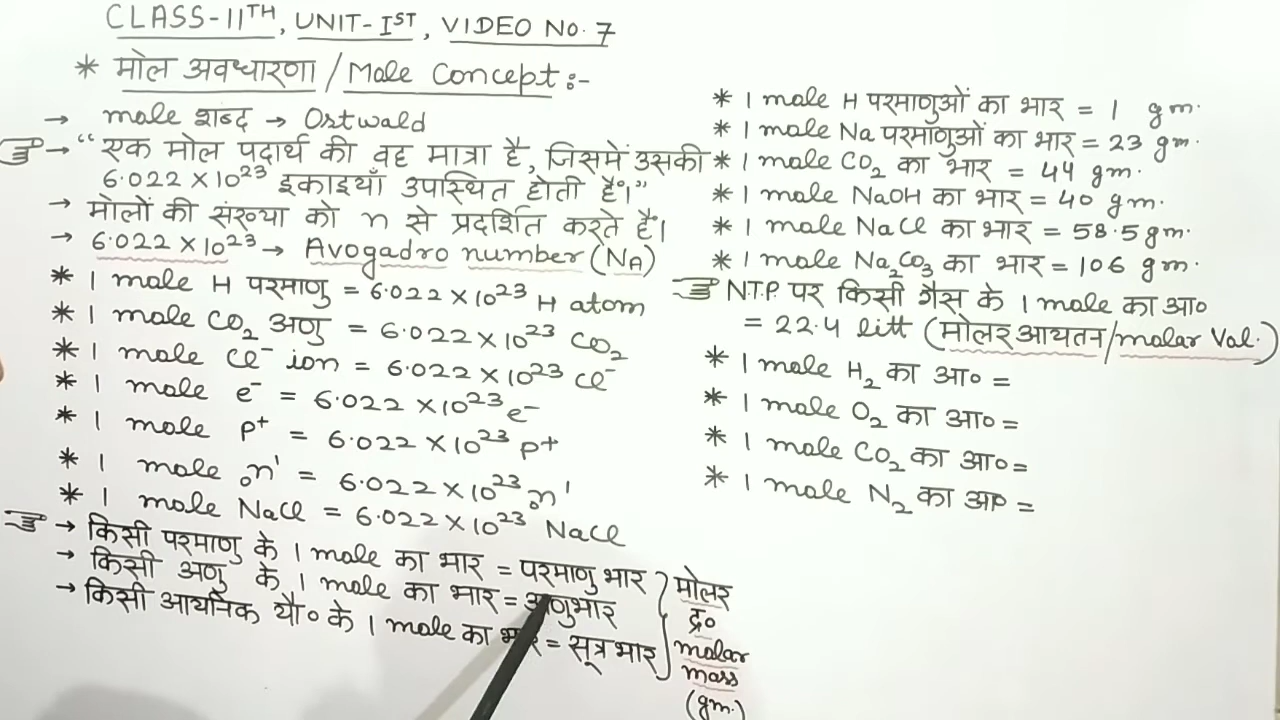 CLASS-11TH, UNIT-IST, VIDEO No. 7
* मोल अवधारणा / Mole Concept :-
→ mole शब्द → Ostwald
→ "एक मोल पदार्थ की वह मात्रा है, जिसमें उसकी
6.022 × 10²³ इकाइयाँ उपस्थित होती है।"
→ मोलों की संख्या को n से प्रदर्शित करते है।
→ 6.022 × 10²³ → Avogadro number (NA)
* 1 mole H परमाणु = 6.022 × 10²³ H atom
* 1 mole CO₂ अणु = 6.022 × 10²³ CO₂
* 1 mole Cl⁻ ion = 6.022 × 10²³ Cl⁻
* 1 mole e⁻ = 6.022 × 10²³ e⁻
* 1 mole p⁺ = 6.022 × 10²³ p⁺
* 1 mole ₀n¹ = 6.022 × 10²³ ₀n¹
* 1 mole NaCl = 6.022 × 10²³ NaCl
→ किसी परमाणु के 1 mole का भार = परमाणु भार
→ किसी अणु के 1 mole का भार = अणुभार
→ किसी आयनिक यौ० के 1 mole का भार = सूत्र भार
मोलर
द्र०
molar
mass
(gm.)
* 1 mole H परमाणुओं का भार = 1 gm.
* 1 mole Na परमाणुओं का भार = 23 gm.
* 1 mole CO₂ का भार = 44 gm.
* 1 mole NaOH का भार = 40 gm.
* 1 mole NaCl का भार = 58.5 gm.
* 1 mole Na₂CO₃ का भार = 106 gm.
N.T.P. पर किसी गैस के 1 mole का आ०
= 22.4 litt (मोलर आयतन/molar Vol.)
* 1 mole H₂ का आ० =
* 1 mole O₂ का आ० =
* 1 mole CO₂ का आ० =
* 1 mole N₂ का आ० =